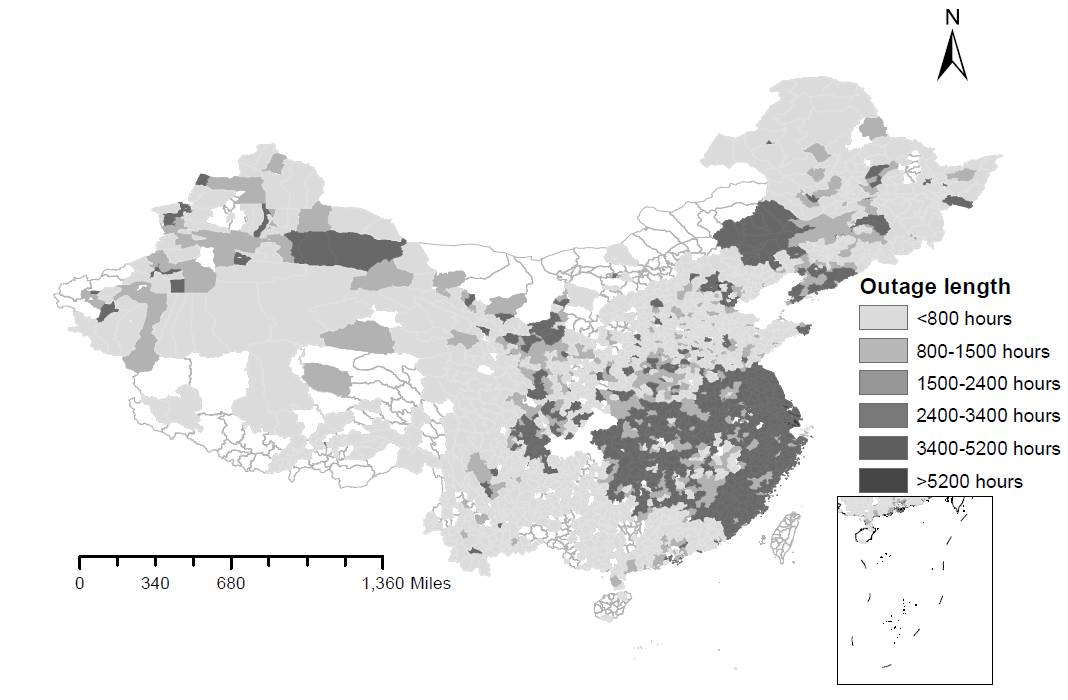 N
Outage length
<800 hours
800-1500 hours
1500-2400 hours
2400-3400 hours
3400-5200 hours
>5200 hours
0 340 680 1,360 Miles